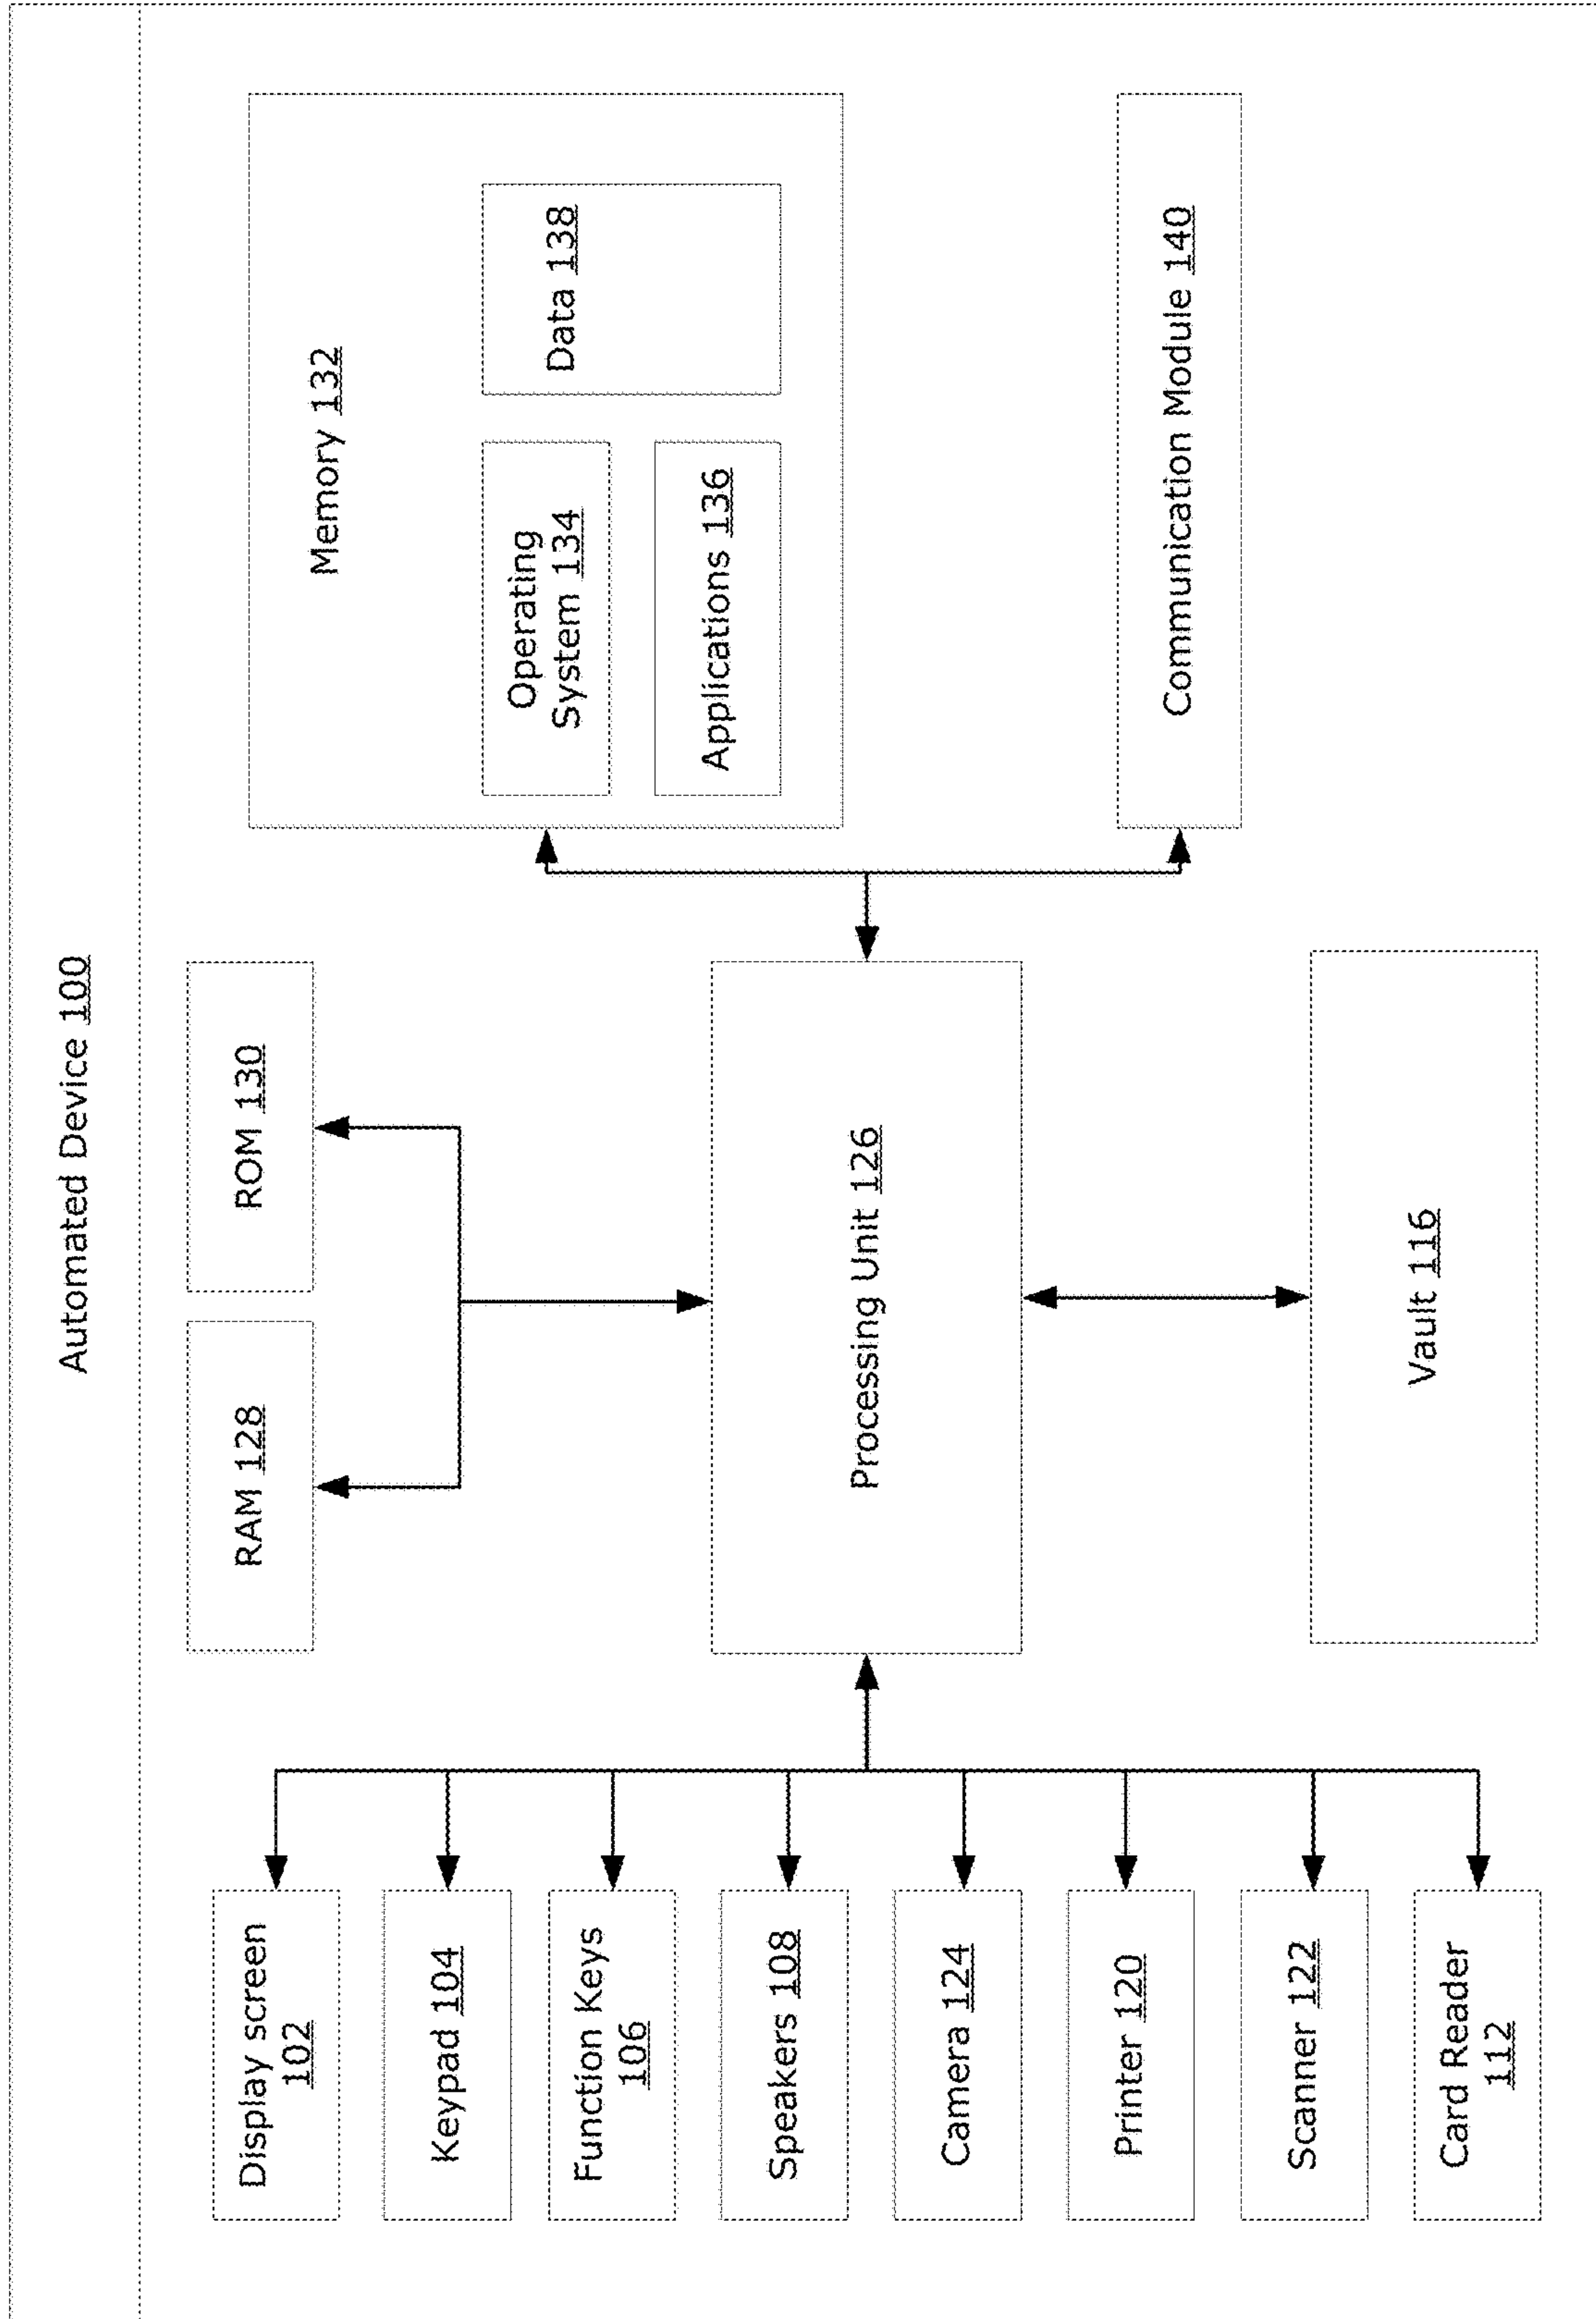 Automated Device 100
Display screen
102
Keypad 104
Function Keys
106
Speakers 108
Camera 124
Printer 120
Scanner 122
Card Reader
112
RAM 128
ROM 130
Processing Unit 126
Vault 116
Memory 132
Operating
System 134
Applications 136
Data 138
Communication Module 140